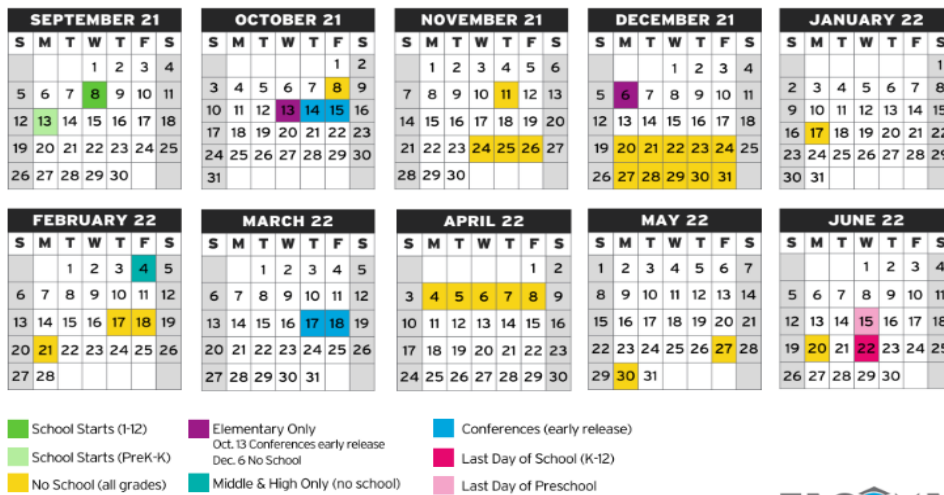 SEPTEMBER 21
S M T W T F S
1 2 3 4
5 6 7 8 9 10 11
12 13 14 15 16 17 18
19 20 21 22 23 24 25
26 27 28 29 30
OCTOBER 21
S M T W T F S
1 2
3 4 5 6 7 8 9
10 11 12 13 14 15 16
17 18 19 20 21 22 23
24 25 26 27 28 29 30
31
NOVEMBER 21
S M T W T F S
1 2 3 4 5 6
7 8 9 10 11 12 13
14 15 16 17 18 19 20
21 22 23 24 25 26 27
28 29 30
DECEMBER 21
S M T W T F S
1 2 3 4
5 6 7 8 9 10 11
12 13 14 15 16 17 18
19 20 21 22 23 24 25
26 27 28 29 30 31
JANUARY 22
S M T W T F S
1
2 3 4 5 6 7 8
9 10 11 12 13 14 15
16 17 18 19 20 21 22
23 24 25 26 27 28 29
30 31
FEBRUARY 22
S M T W T F S
1 2 3 4 5
6 7 8 9 10 11 12
13 14 15 16 17 18 19
20 21 22 23 24 25 26
27 28
MARCH 22
S M T W T F S
1 2 3 4 5
6 7 8 9 10 11 12
13 14 15 16 17 18 19
20 21 22 23 24 25 26
27 28 29 30 31
APRIL 22
S M T W T F S
1 2
3 4 5 6 7 8 9
10 11 12 13 14 15 16
17 18 19 20 21 22 23
24 25 26 27 28 29 30
MAY 22
S M T W T F S
1 2 3 4 5 6 7
8 9 10 11 12 13 14
15 16 17 18 19 20 21
22 23 24 25 26 27 28
29 30 31
JUNE 22
S M T W T F S
1 2 3 4
5 6 7 8 9 10 11
12 13 14 15 16 17 18
19 20 21 22 23 24 25
26 27 28 29 30
School Starts (1-12)
School Starts (PreK-K)
No School (all grades)
Elementary Only
Oct. 13 Conferences early release
Dec. 6 No School
Middle & High Only (no school)
Conferences (early release)
Last Day of School (K-12)
Last Day of Preschool